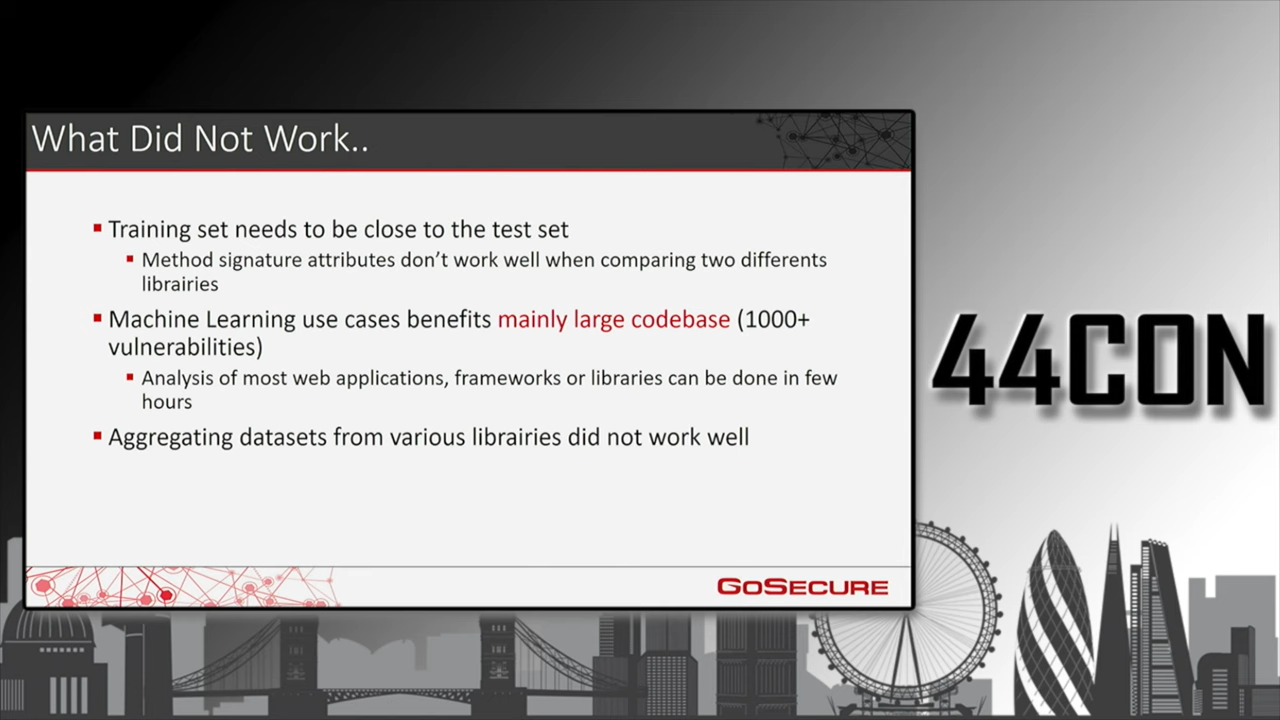 What Did Not Work..
Training set needs to be close to the test set
Method signature attributes don't work well when comparing two differents
librairies
Machine Learning use cases benefits mainly large codebase (1000+
vulnerabilities)
Analysis of most web applications, frameworks or libraries can be done in few
hours
Aggregating datasets from various librairies did not work well
GoSecure
44CON